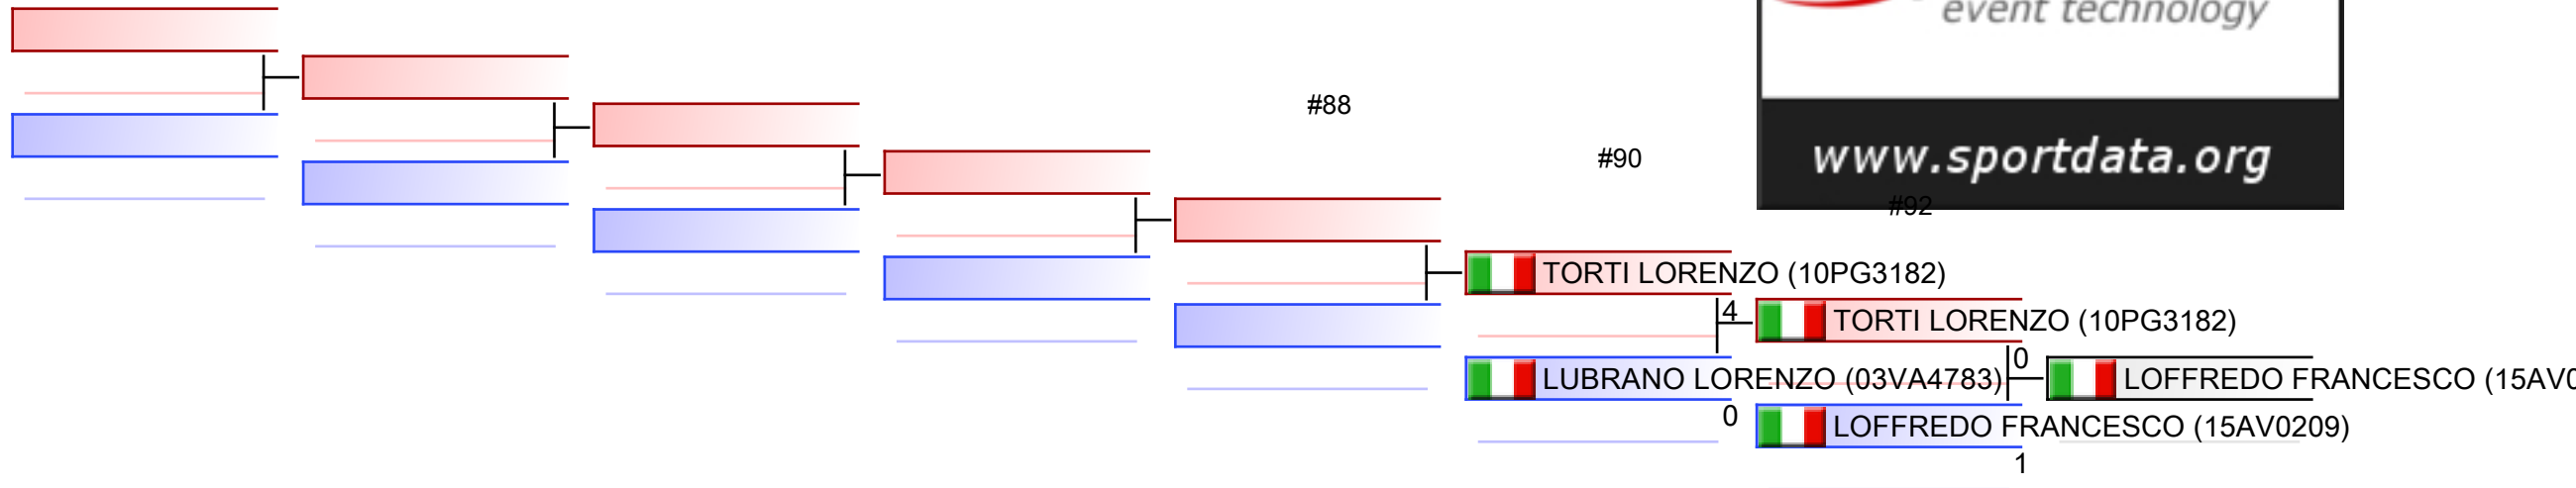 event technology
www.sportdata.org
#88
#90
#92
TORTI LORENZO (10PG3182)
4
TORTI LORENZO (10PG3182)
LUBRANO LORENZO (03VA4783)
0
0
LOFFREDO FRANCESCO (15AV0
LOFFREDO FRANCESCO (15AV0209)
1